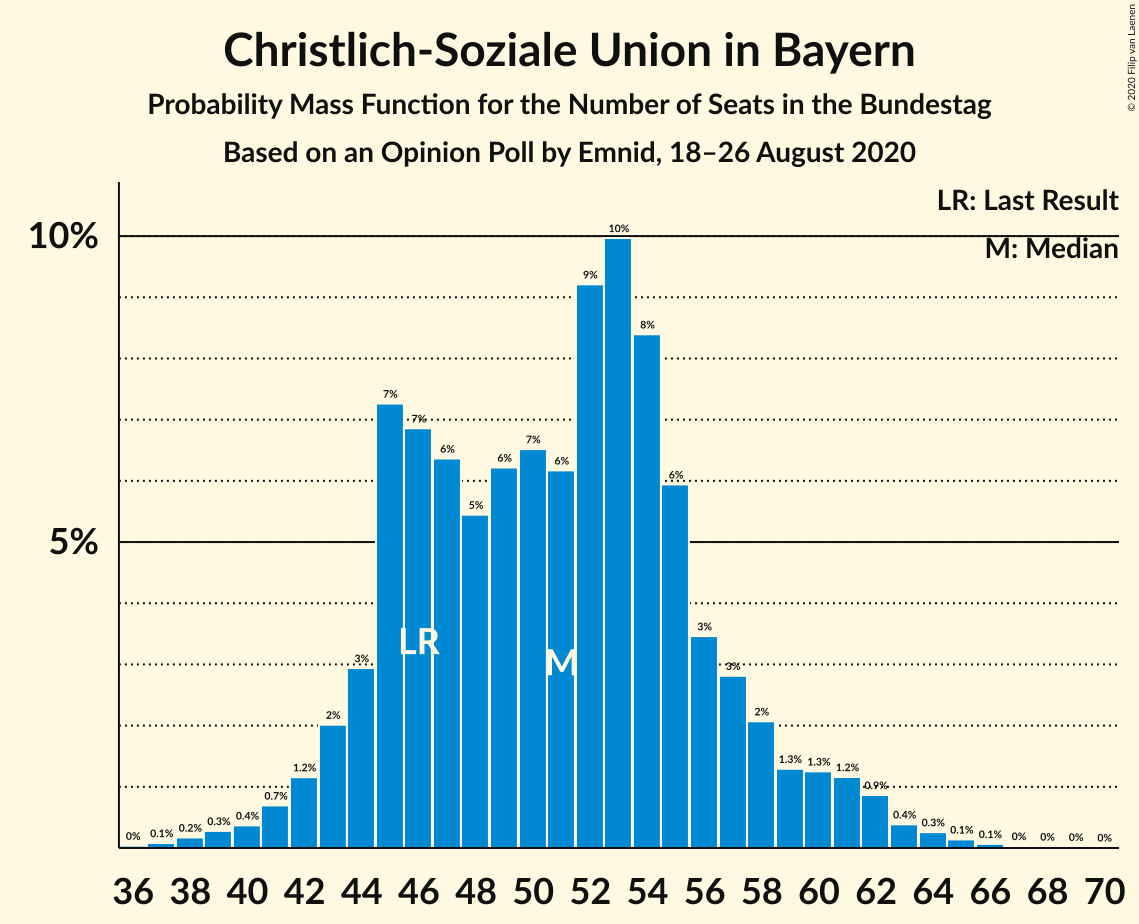 Christlich-Soziale Union in Bayern
Probability Mass Function for the Number of Seats in the Bundestag
Based on an Opinion Poll by Emnid, 18–26 August 2020
© 2020 Filip van Laenen
LR: Last Result
M: Median
10%
5%
0% 0.1% 0.2% 0.3% 0.4% 0.7% 1.2% 2% 3% 7% 7% 6% 5% 6% 7% 6% 9% 10% 8% 6% 3% 3% 2% 1.3% 1.3% 1.2% 0.9% 0.4% 0.3% 0.1% 0.1% 0% 0% 0% 0%
LR M
36 38 40 42 44 46 48 50 52 54 56 58 60 62 64 66 68 70